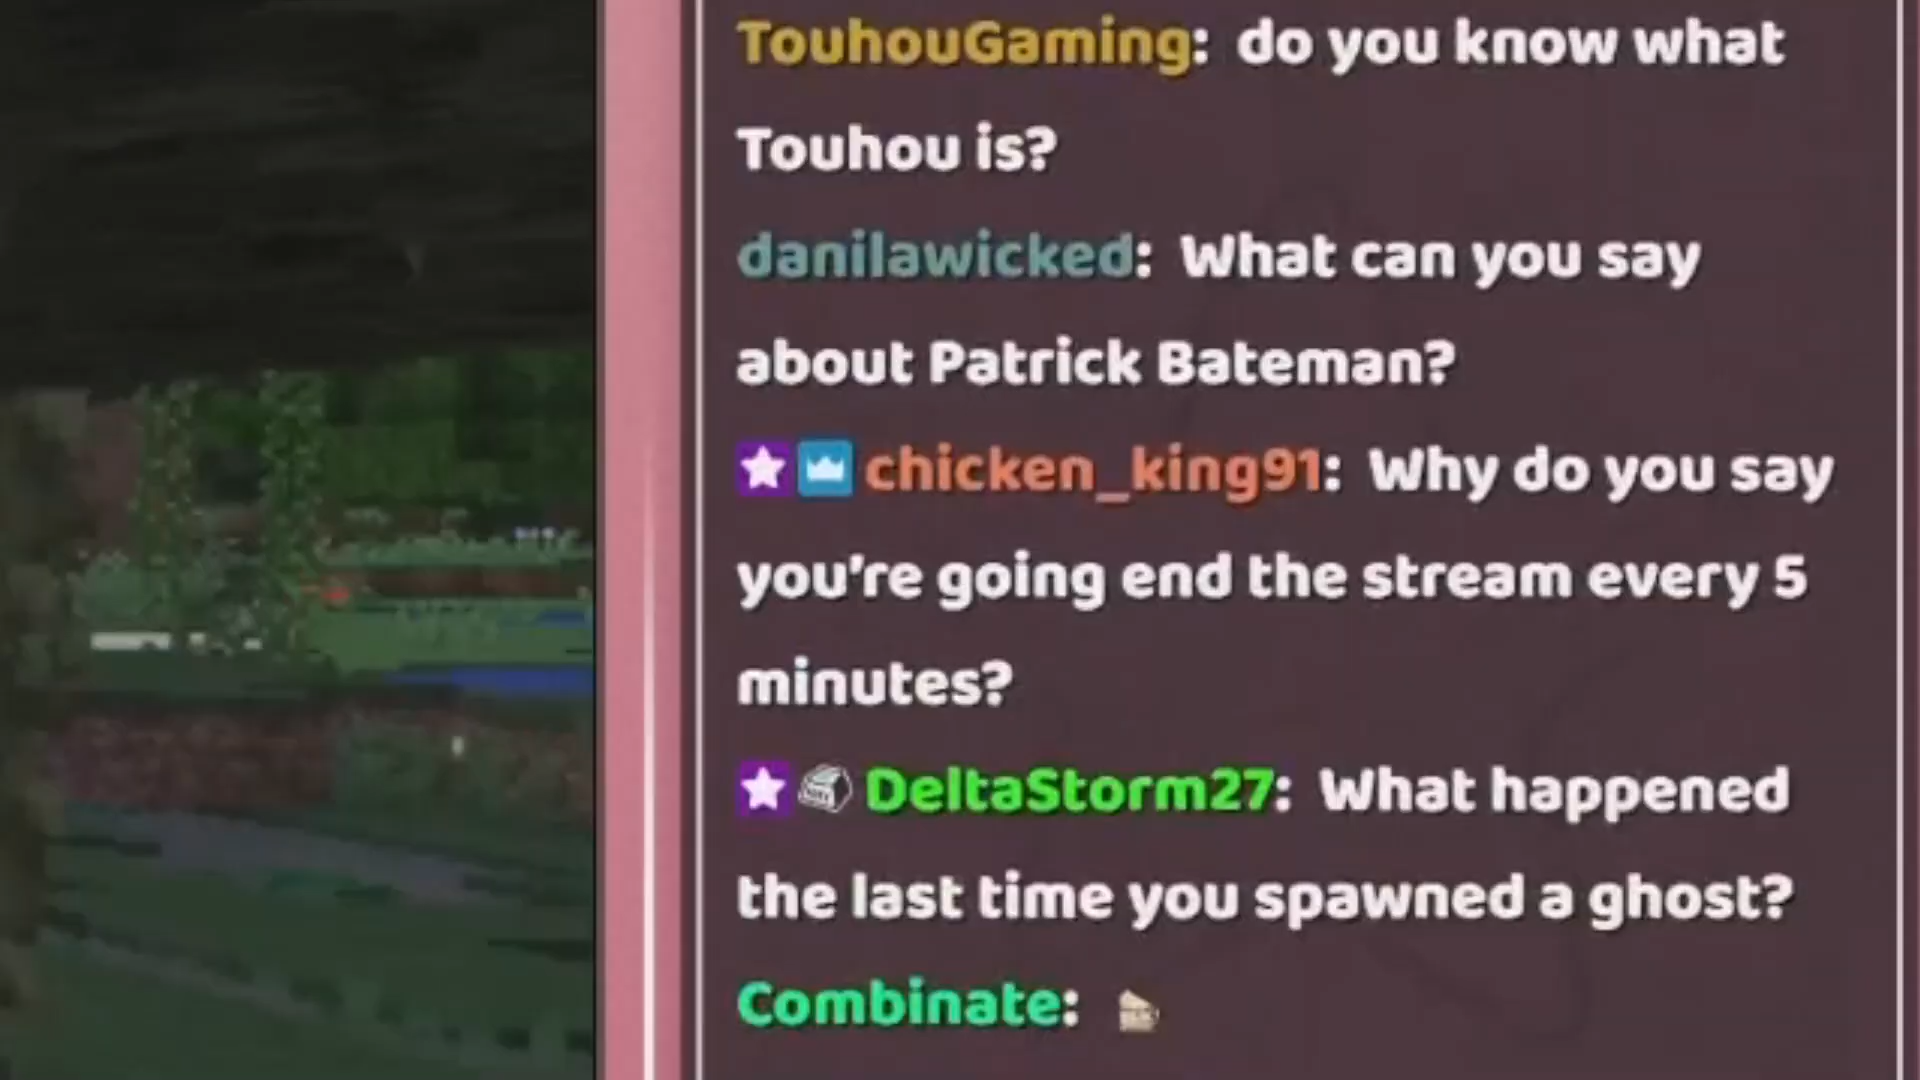 TouhouGaming: do you know what
Touhou is?
danilawicked: What can you say
about Patrick Bateman?
chicken_king91: Why do you say
you're going end the stream every 5
minutes?
DeltaStorm27: What happened
the last time you spawned a ghost?
Combinate: